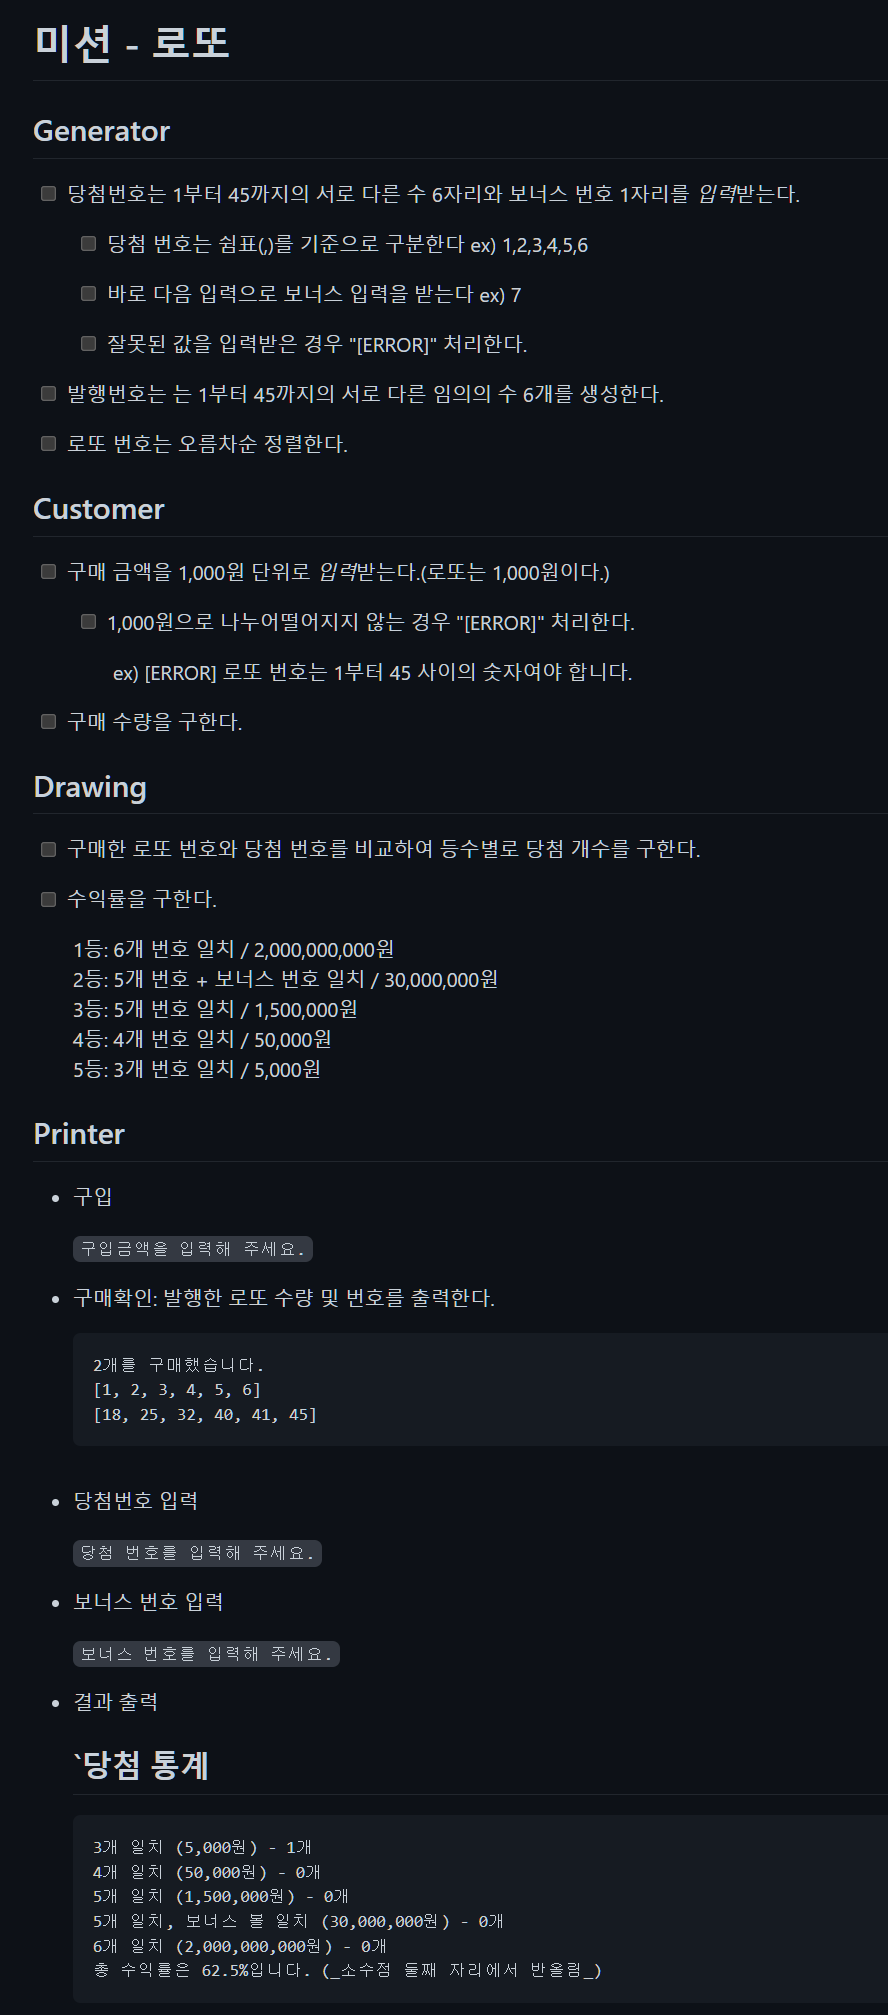 미션 - 로또
Generator
당첨번호는 1부터 45까지의 서로 다른 수 6자리와 보너스 번호 1자리를 입력받는다.
당첨 번호는 쉼표(,)를 기준으로 구분한다 ex) 1,2,3,4,5,6
바로 다음 입력으로 보너스 입력을 받는다 ex) 7
잘못된 값을 입력받은 경우 "[ERROR]" 처리한다.
발행번호는 는 1부터 45까지의 서로 다른 임의의 수 6개를 생성한다.
로또 번호는 오름차순 정렬한다.
Customer
구매 금액을 1,000원 단위로 입력받는다.(로또는 1,000원이다.)
1,000원으로 나누어떨어지지 않는 경우 "[ERROR]" 처리한다.
ex) [ERROR] 로또 번호는 1부터 45 사이의 숫자여야 합니다.
구매 수량을 구한다.
Drawing
구매한 로또 번호와 당첨 번호를 비교하여 등수별로 당첨 개수를 구한다.
수익률을 구한다.
1등: 6개 번호 일치 / 2,000,000,000원
2등: 5개 번호 + 보너스 번호 일치 / 30,000,000원
3등: 5개 번호 일치 / 1,500,000원
4등: 4개 번호 일치 / 50,000원
5등: 3개 번호 일치 / 5,000원
Printer
구입
구입금액을 입력해 주세요.
구매확인: 발행한 로또 수량 및 번호를 출력한다.
2개를 구매했습니다.
[1, 2, 3, 4, 5, 6]
[18, 25, 32, 40, 41, 45]
당첨번호 입력
당첨 번호를 입력해 주세요.
보너스 번호 입력
보너스 번호를 입력해 주세요.
결과 출력
`당첨 통계
3개 일치 (5,000원) - 1개
4개 일치 (50,000원) - 0개
5개 일치 (1,500,000원) - 0개
5개 일치, 보너스 볼 일치 (30,000,000원) - 0개
6개 일치 (2,000,000,000원) - 0개
총 수익률은 62.5%입니다. (_소수점 둘째 자리에서 반올림_)